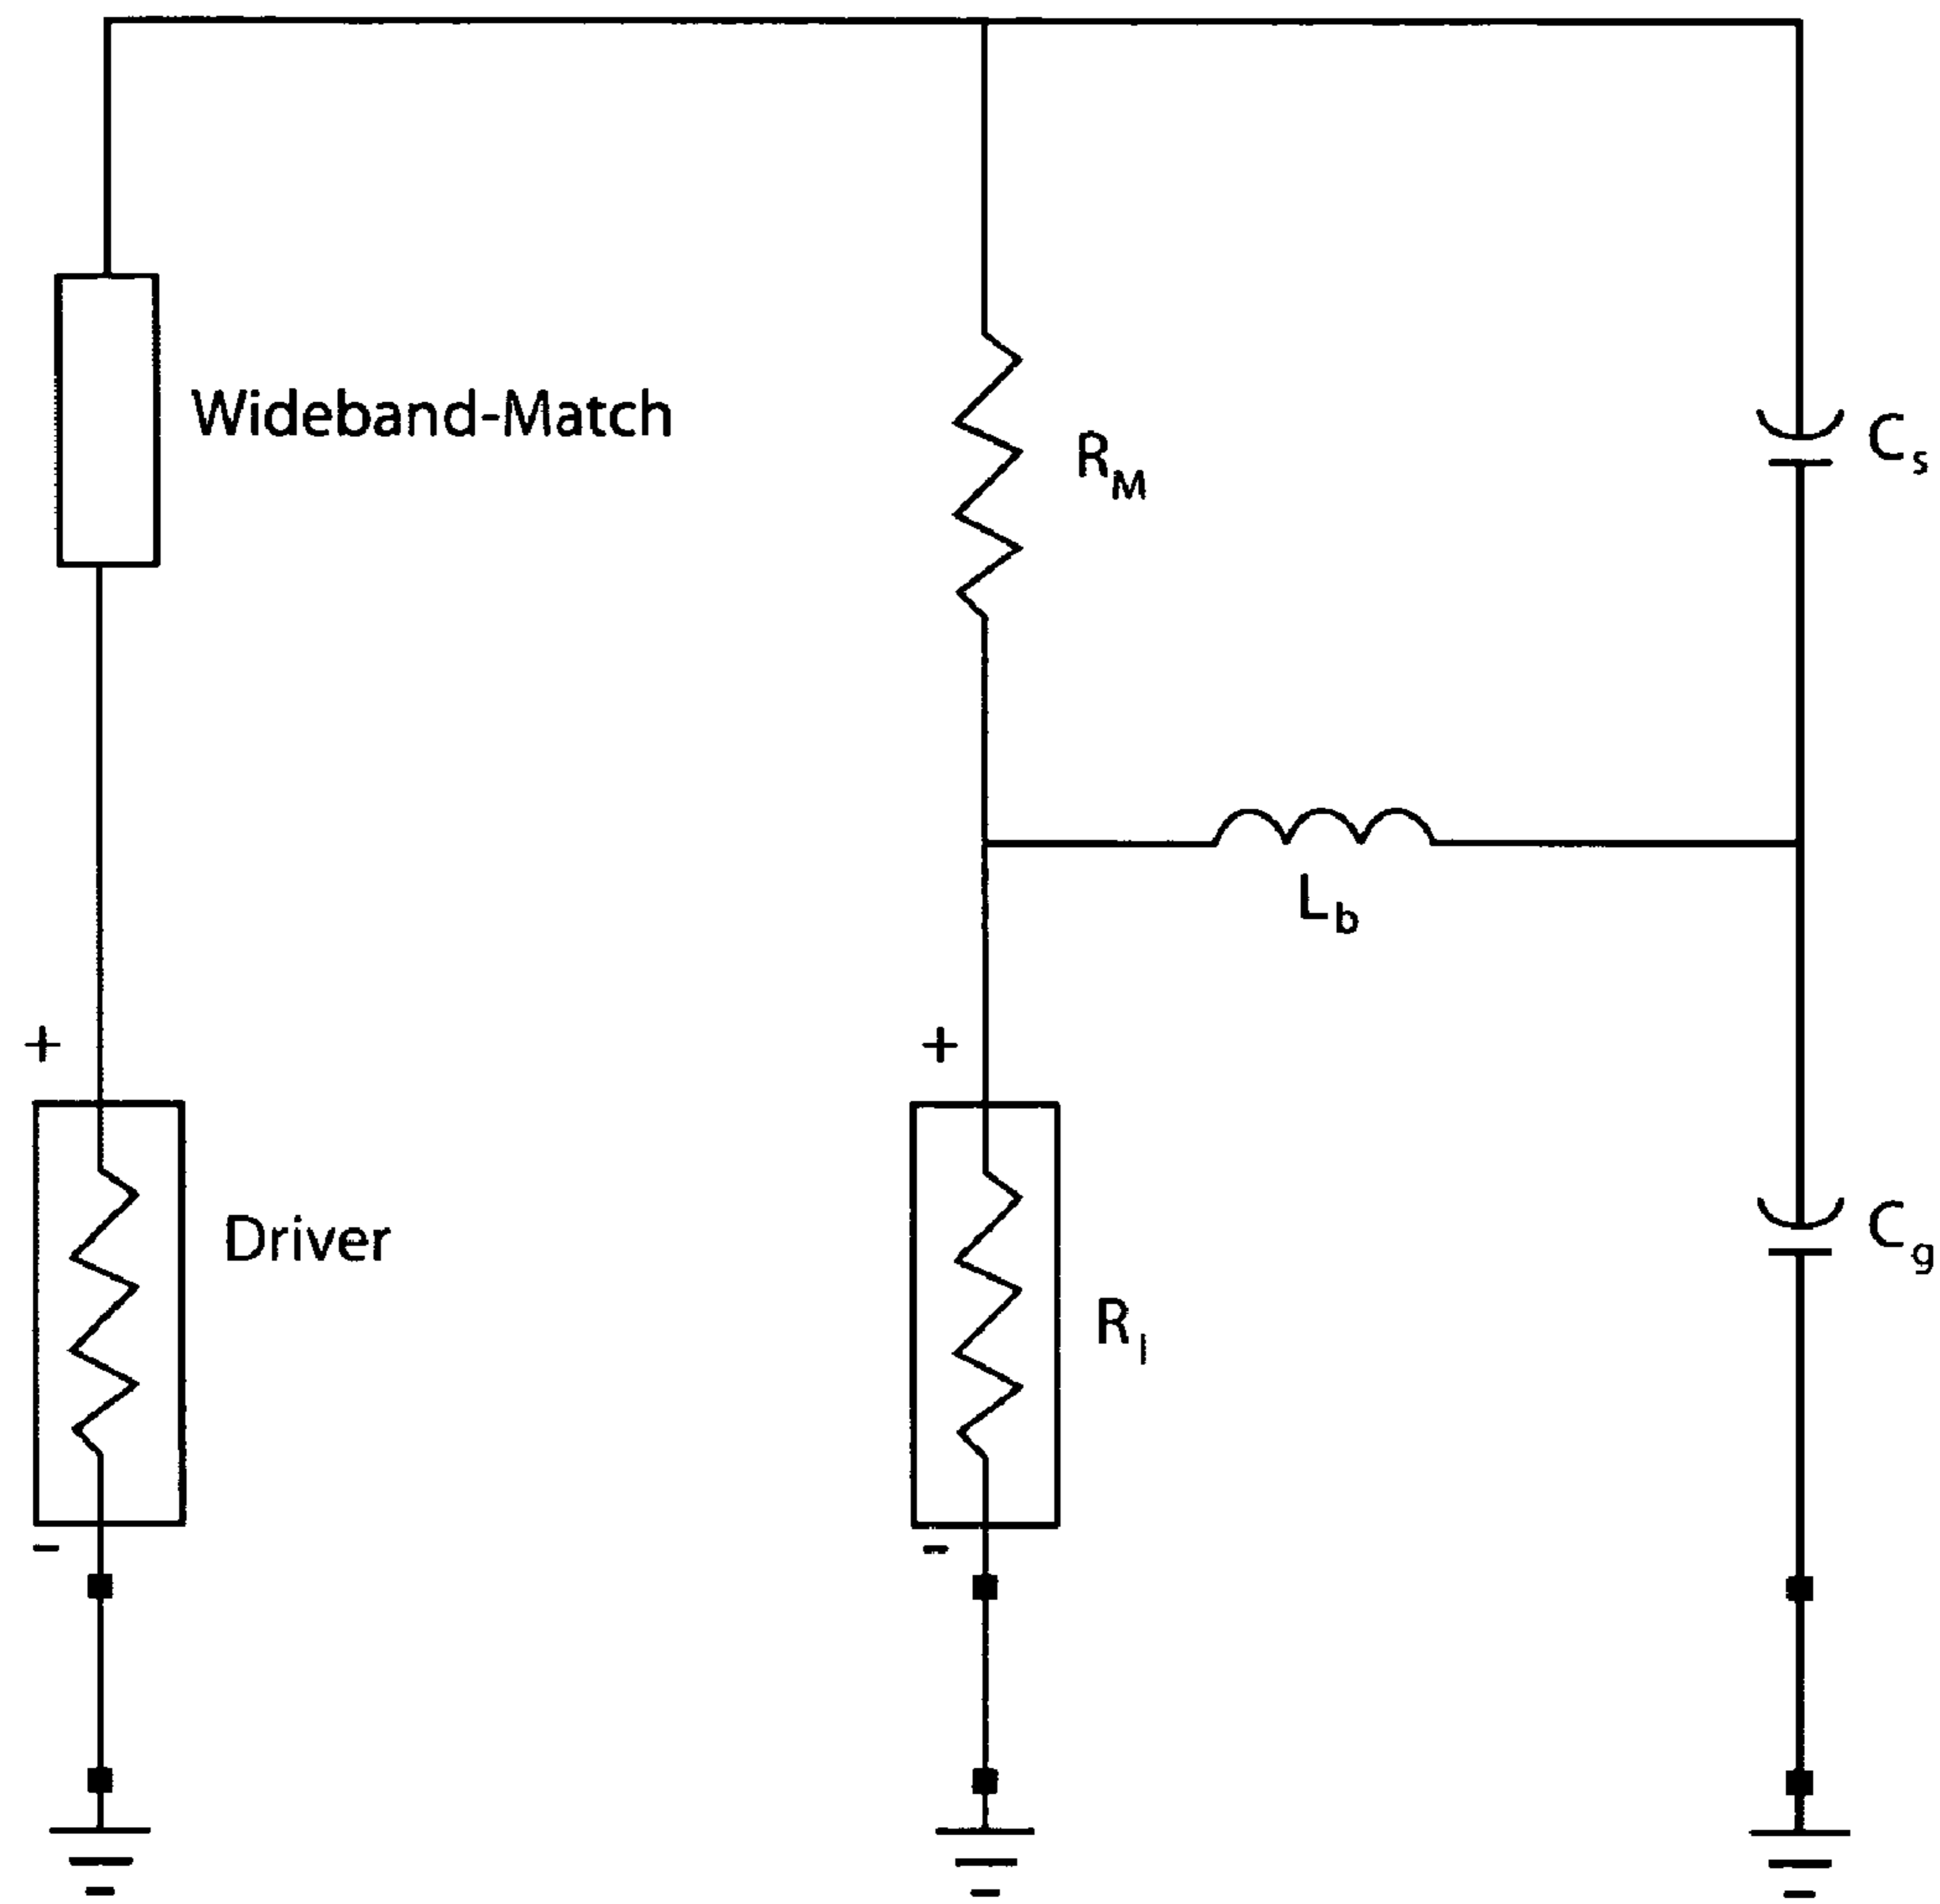 Wideband-Match
R_M
C_s
L_b
+
+
Driver
R_l
C_g
-
-